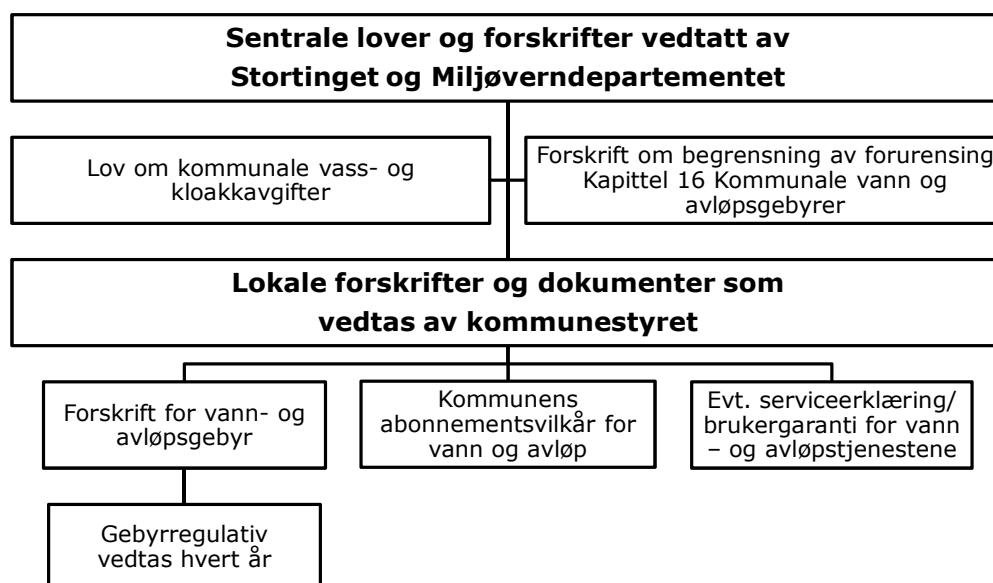 Sentrale lover og forskrifter vedtatt av
Stortinget og Miljøverndepartementet
Lov om kommunale vass- og
kloakkavgifter
Forskrift om begrensning av forurensing
Kapittel 16 Kommunale vann og
avløpsgebyrer
Lokale forskrifter og dokumenter som
vedtas av kommunestyret
Forskrift for vann- og
avløpsgebyr
Kommunens
abonnementsvilkår for
vann og avløp
Evt. serviceerklæring/
brukergaranti for vann
– og avløpstjenestene
Gebyrregulativ
vedtas hvert år